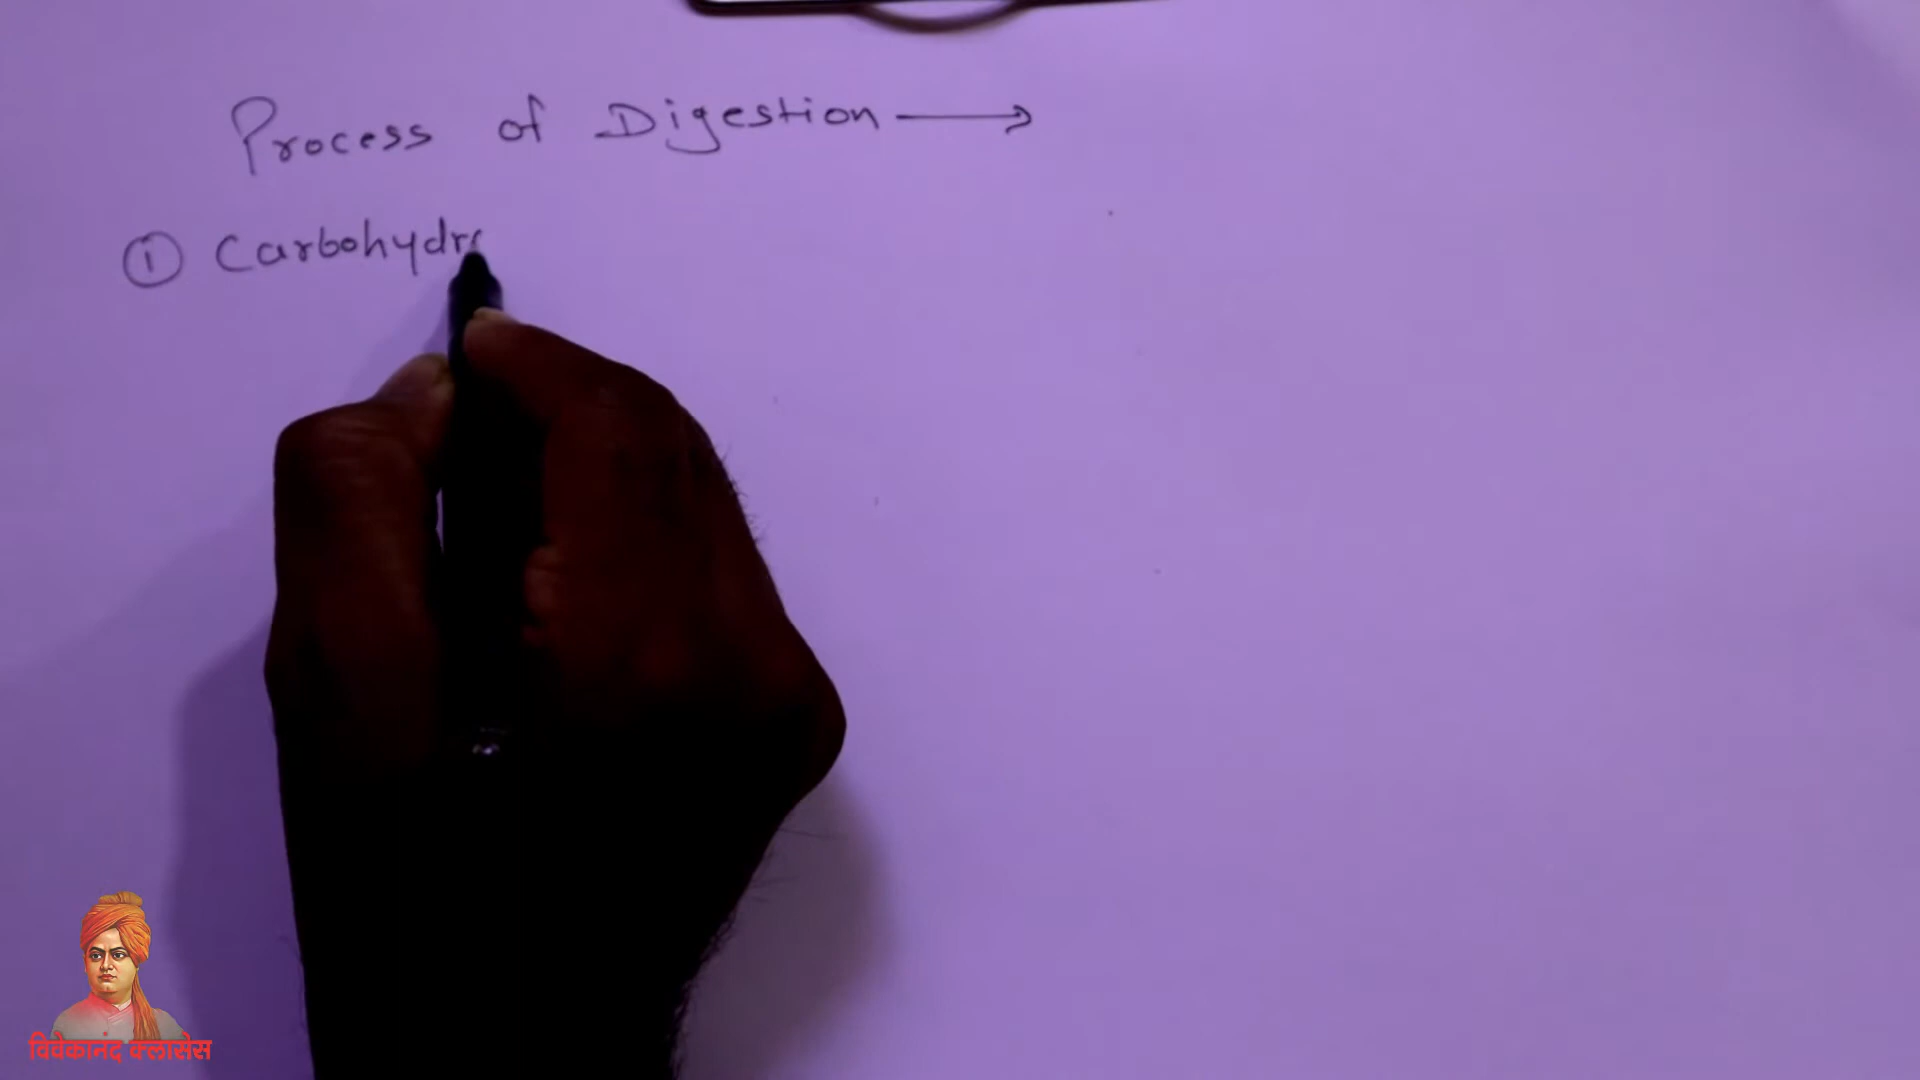 Process of Digestion →
① Carbohydr
विवेकानंद क्लासेस